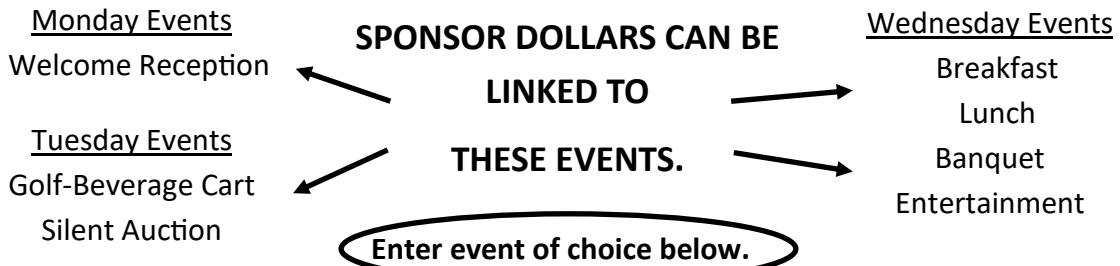 Monday Events
Welcome Reception
Tuesday Events
Golf-Beverage Cart
Silent Auction
SPONSOR DOLLARS CAN BE
LINKED TO
THESE EVENTS.
Enter event of choice below.
Wednesday Events
Breakfast
Lunch
Banquet
Entertainment